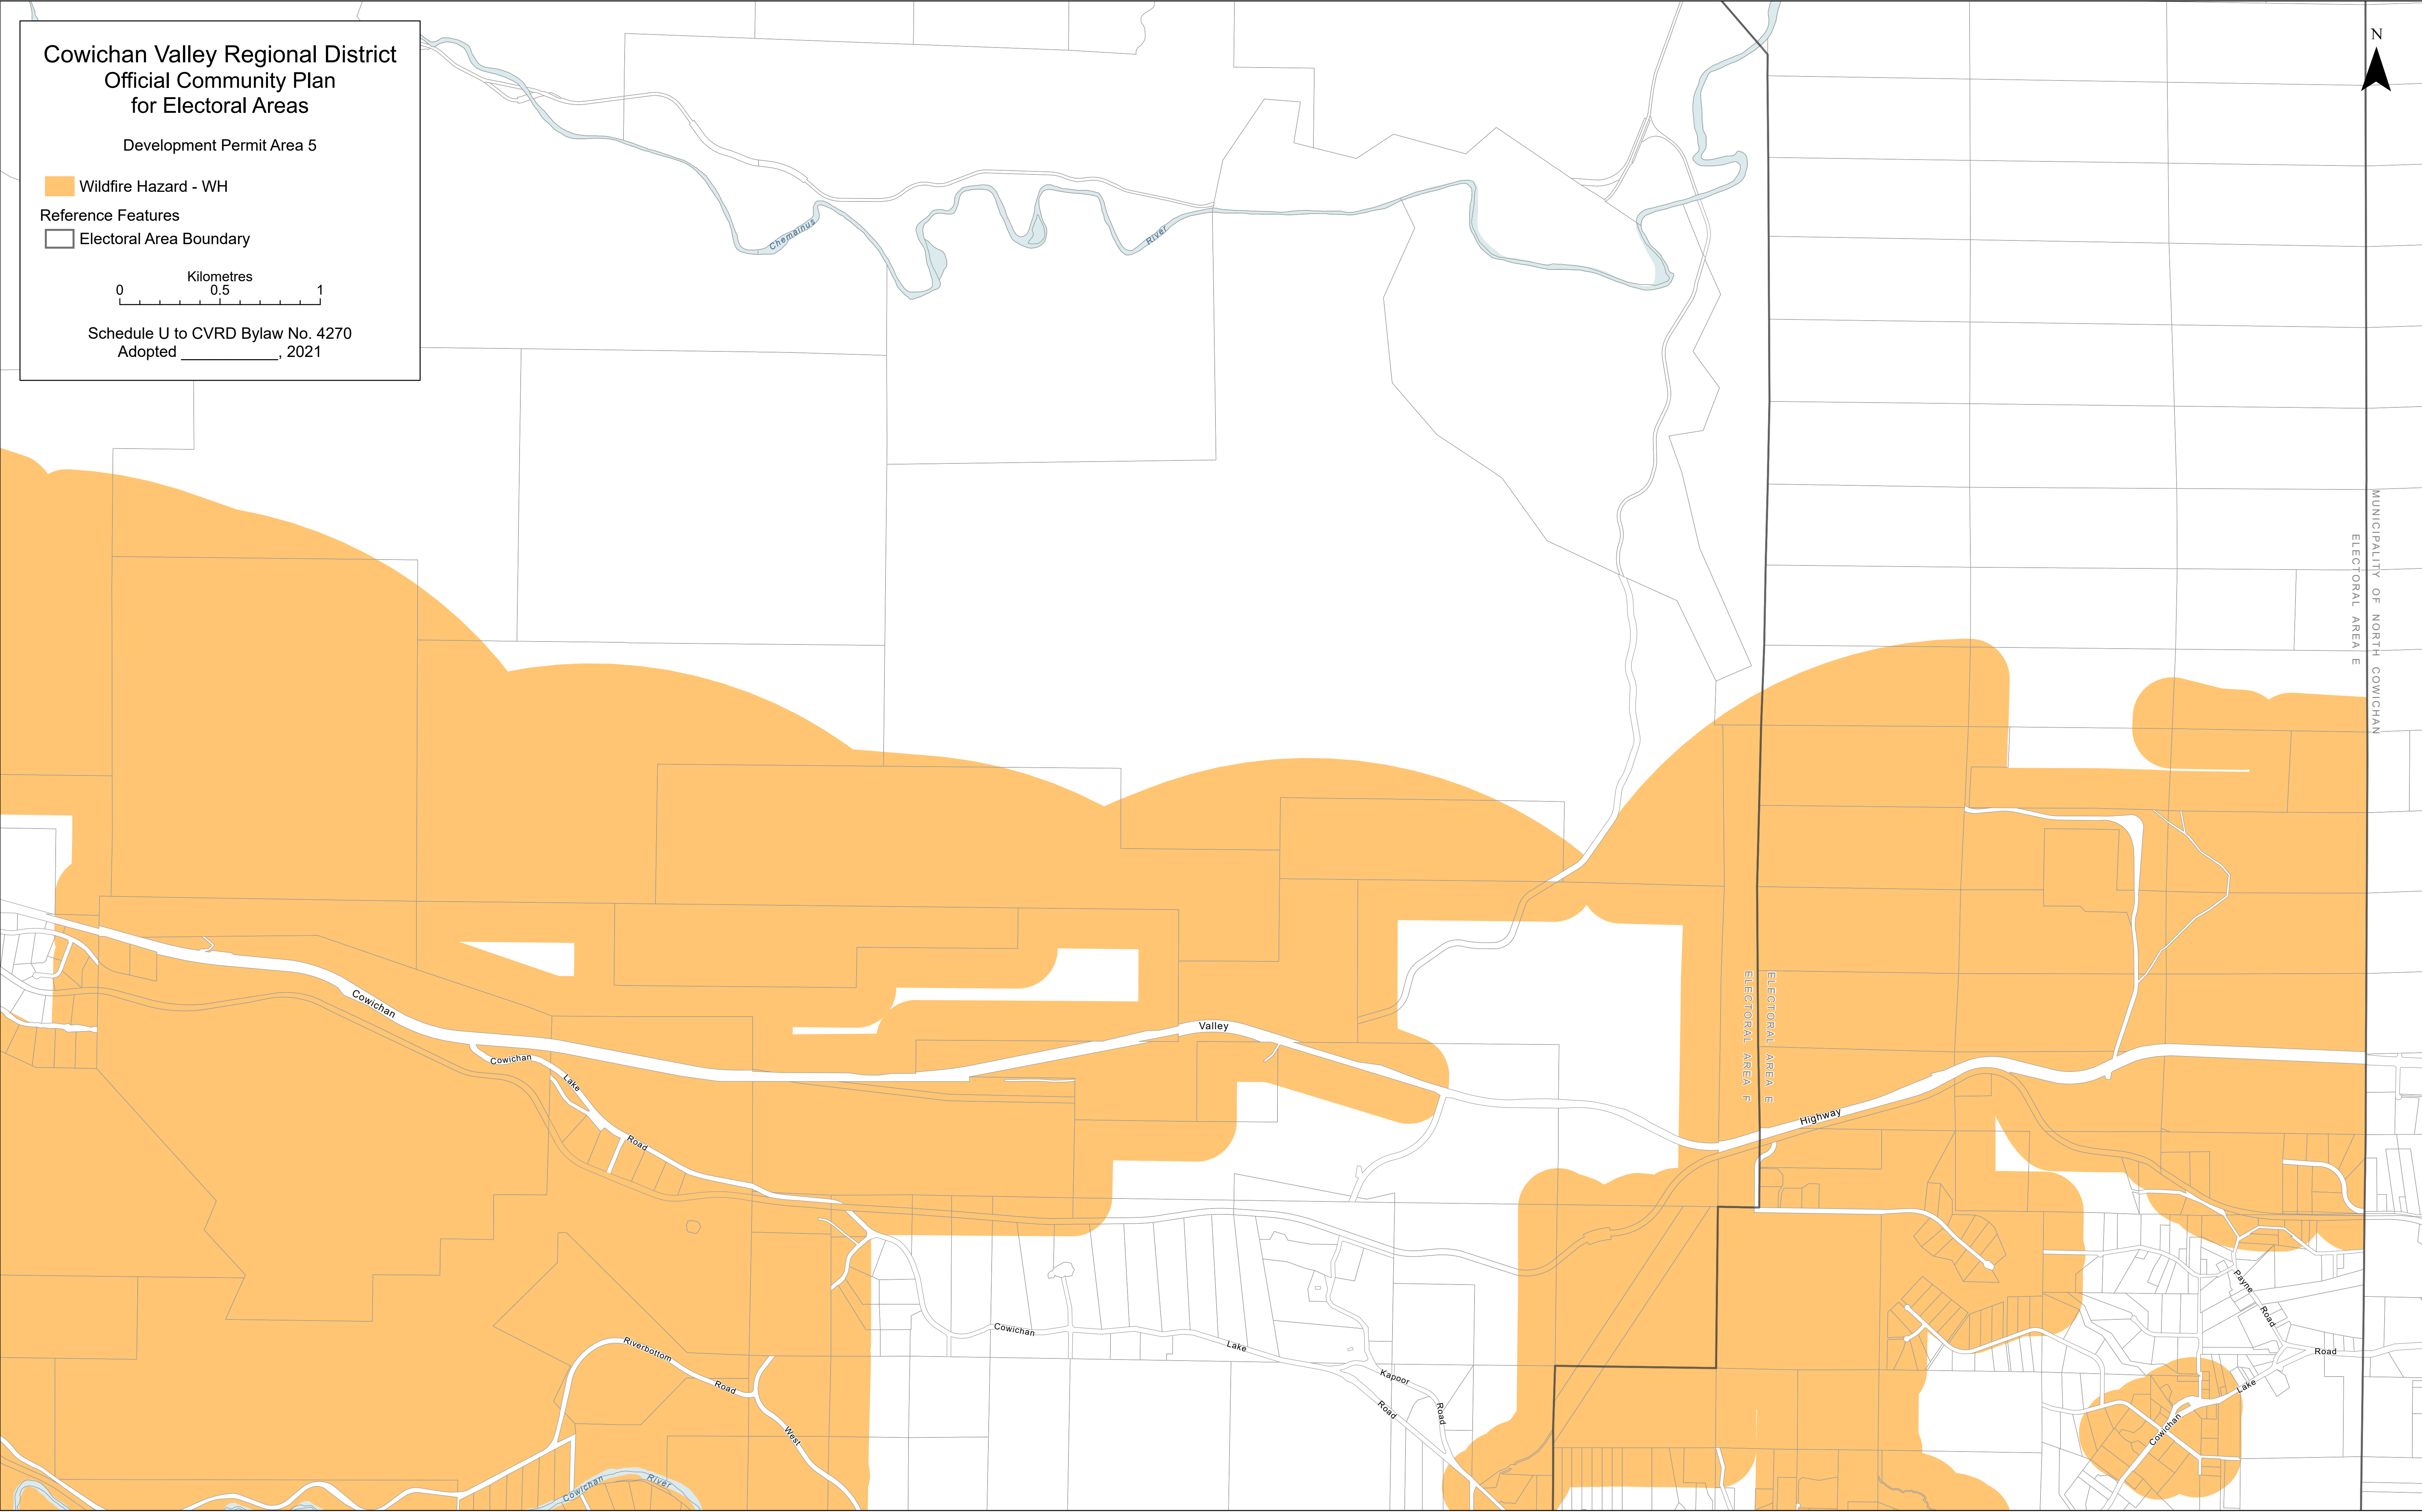 Cowichan Valley Regional District
Official Community Plan
for Electoral Areas
Development Permit Area 5
Wildfire Hazard - WH
Reference Features
Electoral Area Boundary
Kilometres
0 0.5 1
Schedule U to CVRD Bylaw No. 4270
Adopted ___________, 2021
N
Chemainus
River
MUNICIPALITY OF NORTH COWICHAN
ELECTORAL AREA E
ELECTORAL AREA F
ELECTORAL AREA E
Cowichan
Valley
Highway
Cowichan
Lake
Road
Riverbottom
Road
West
Cowichan
River
Cowichan
Lake
Road
Kapoor
Road
Payne
Road
Cowichan
Lake
Road